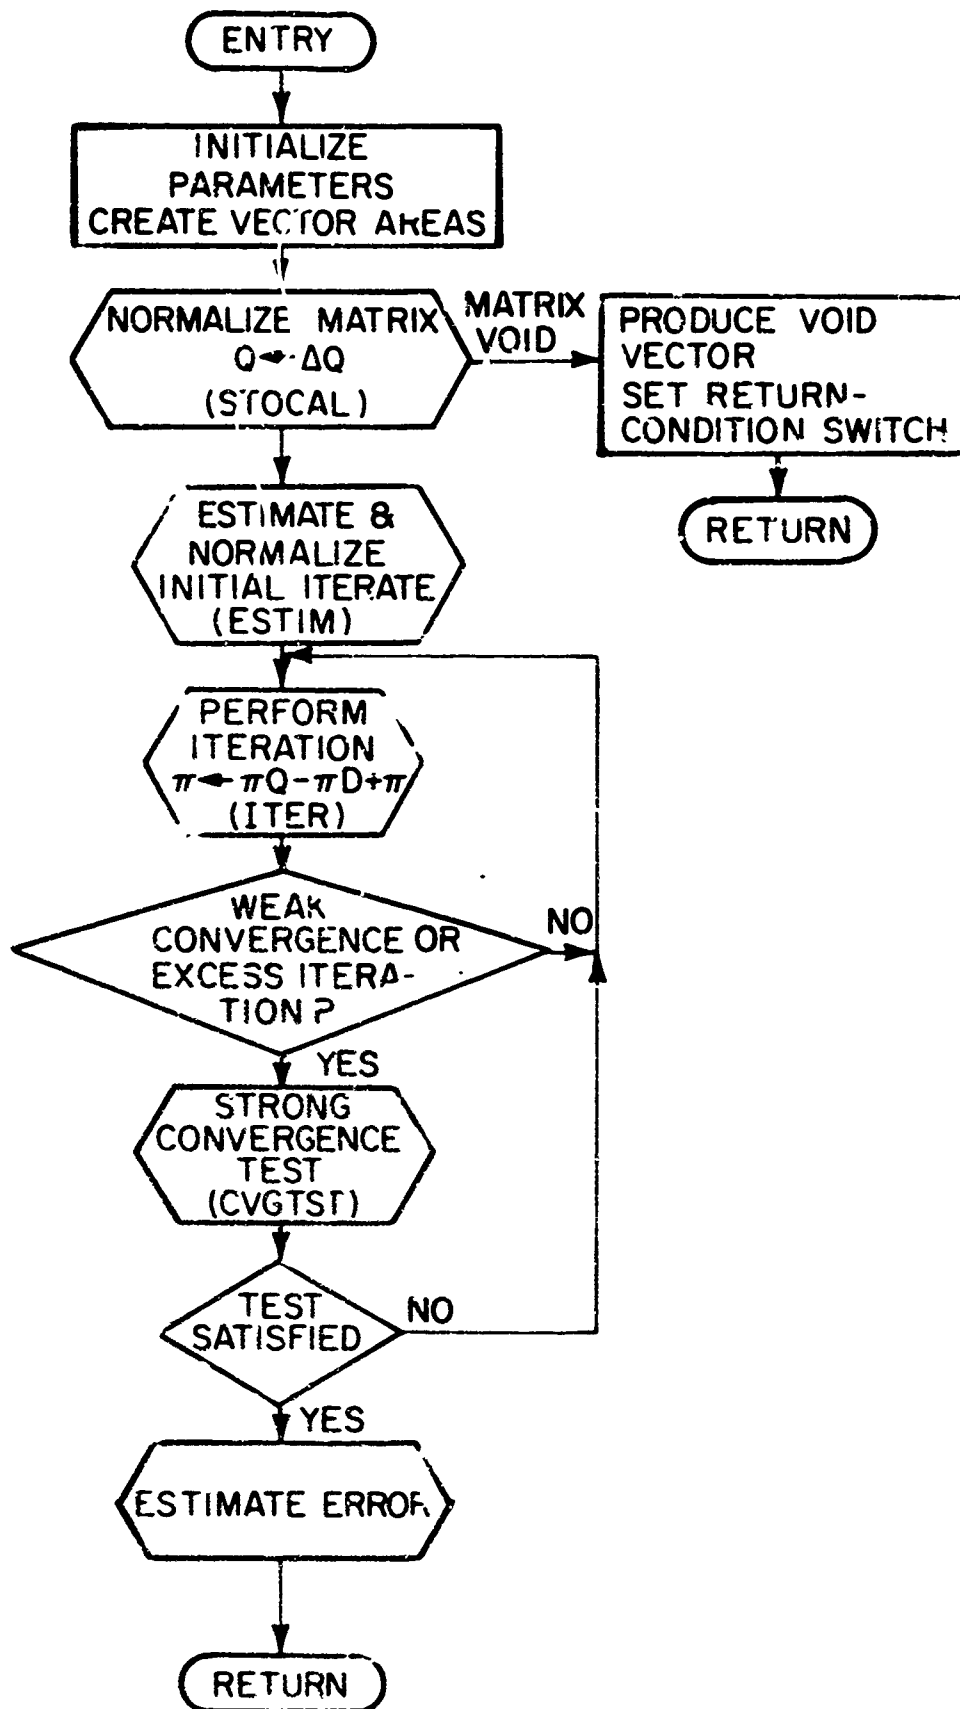 ENTRY
INITIALIZE
PARAMETERS
CREATE VECTOR AREAS
NORMALIZE MATRIX
Q ← ΔQ
(STOCAL)
MATRIX
VOID
PRODUCE VOID
VECTOR
SET RETURN-
CONDITION SWITCH
RETURN
ESTIMATE &
NORMALIZE
INITIAL ITERATE
(ESTIM)
PERFORM
ITERATION
π ← πQ - πD + π
(ITER)
WEAK
CONVERGENCE OR
EXCESS ITERA-
TION ?
NO
YES
STRONG
CONVERGENCE
TEST
(CVGTST)
TEST
SATISFIED
NO
YES
ESTIMATE ERROR
RETURN